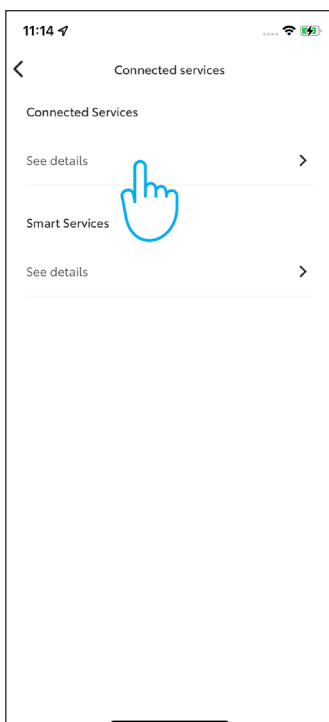 11:14
Connected services
Connected Services
See details
Smart Services
See details